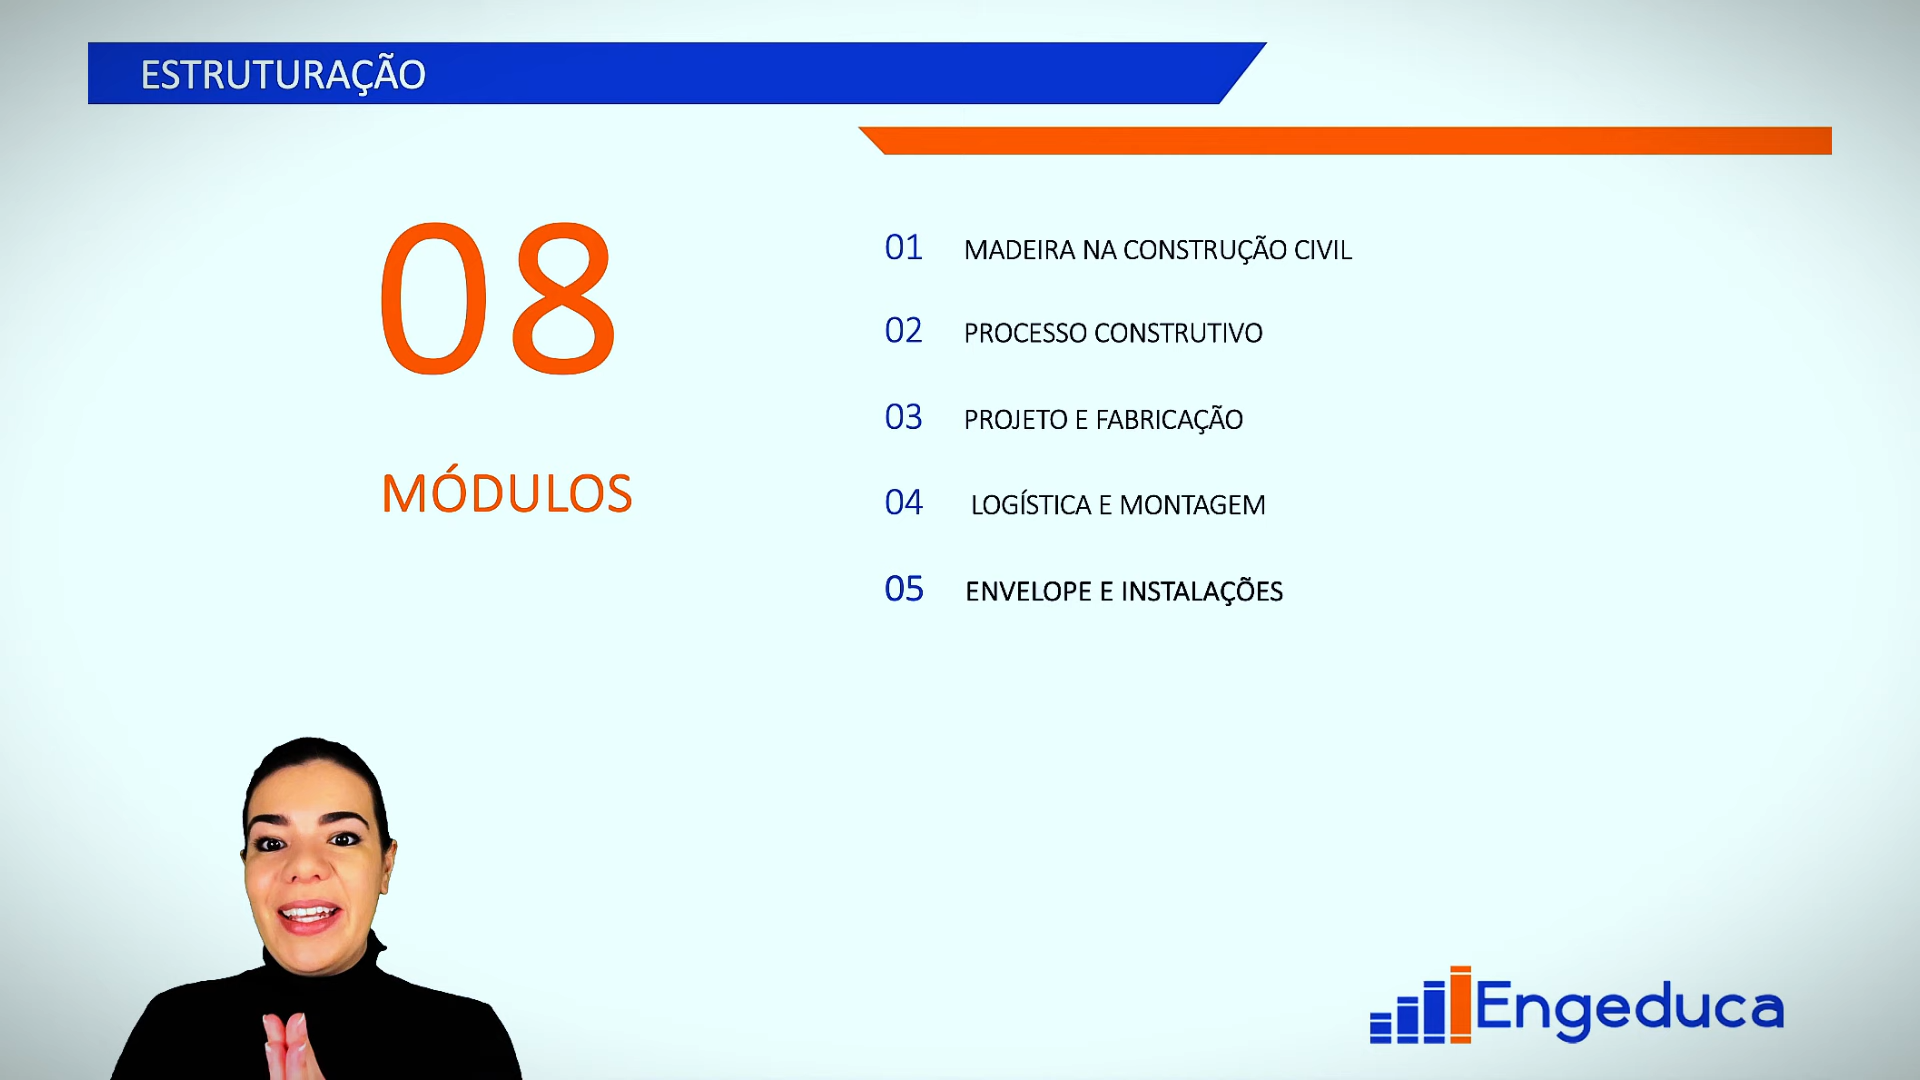 ESTRUTURAÇÃO
08
MÓDULOS
01 MADEIRA NA CONSTRUÇÃO CIVIL
02 PROCESSO CONSTRUTIVO
03 PROJETO E FABRICAÇÃO
04 LOGÍSTICA E MONTAGEM
05 ENVELOPE E INSTALAÇÕES
Engeduca